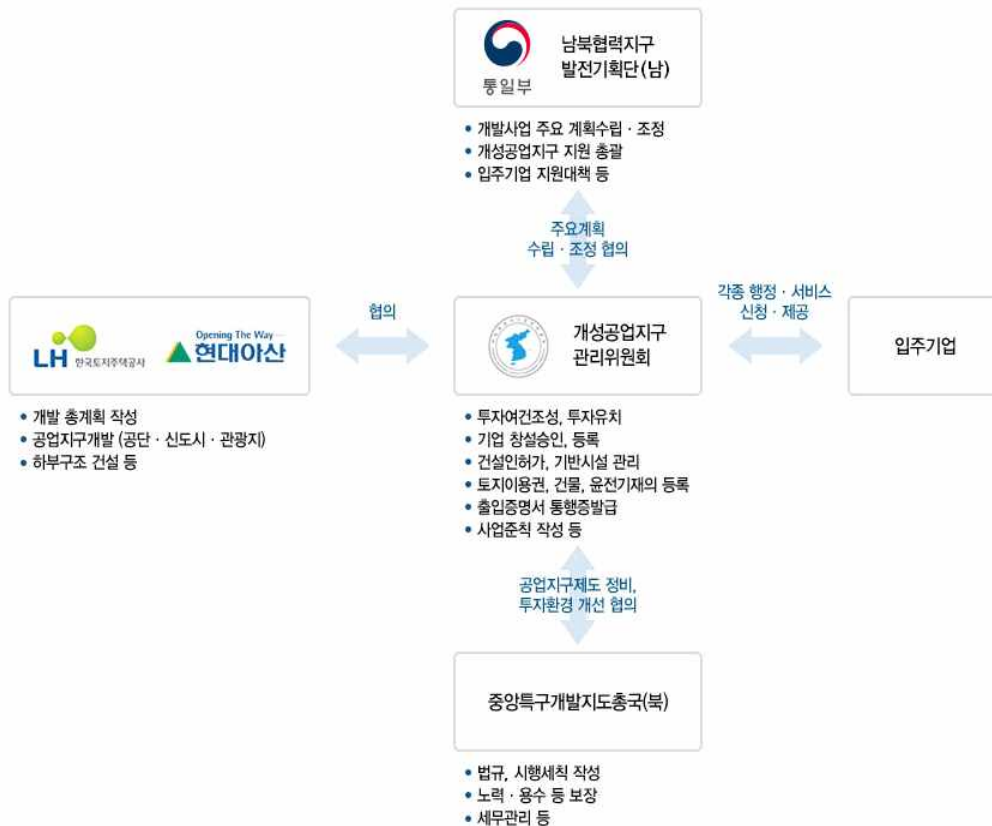 통일부
남북협력지구
발전기획단(남)
• 개발사업 주요 계획수립 · 조정
• 개성공업지구 지원 총괄
• 입주기업 지원대책 등
주요계획
수립 · 조정 협의
LH 한국토지주택공사
Opening The Way
현대아산
• 개발 총계획 작성
• 공업지구개발 (공단 · 신도시 · 관광지)
• 하부구조 건설 등
협의
개성공업지구
관리위원회
• 투자여건조성, 투자유치
• 기업 창설승인, 등록
• 건설인허가, 기반시설 관리
• 토지이용권, 건물, 윤전기재의 등록
• 출입증명서 통행증발급
• 사업준칙 작성 등
각종 행정 · 서비스
신청 · 제공
입주기업
공업지구제도 정비,
투자환경 개선 협의
중앙특구개발지도총국(북)
• 법규, 시행세칙 작성
• 노력 · 용수 등 보장
• 세무관리 등